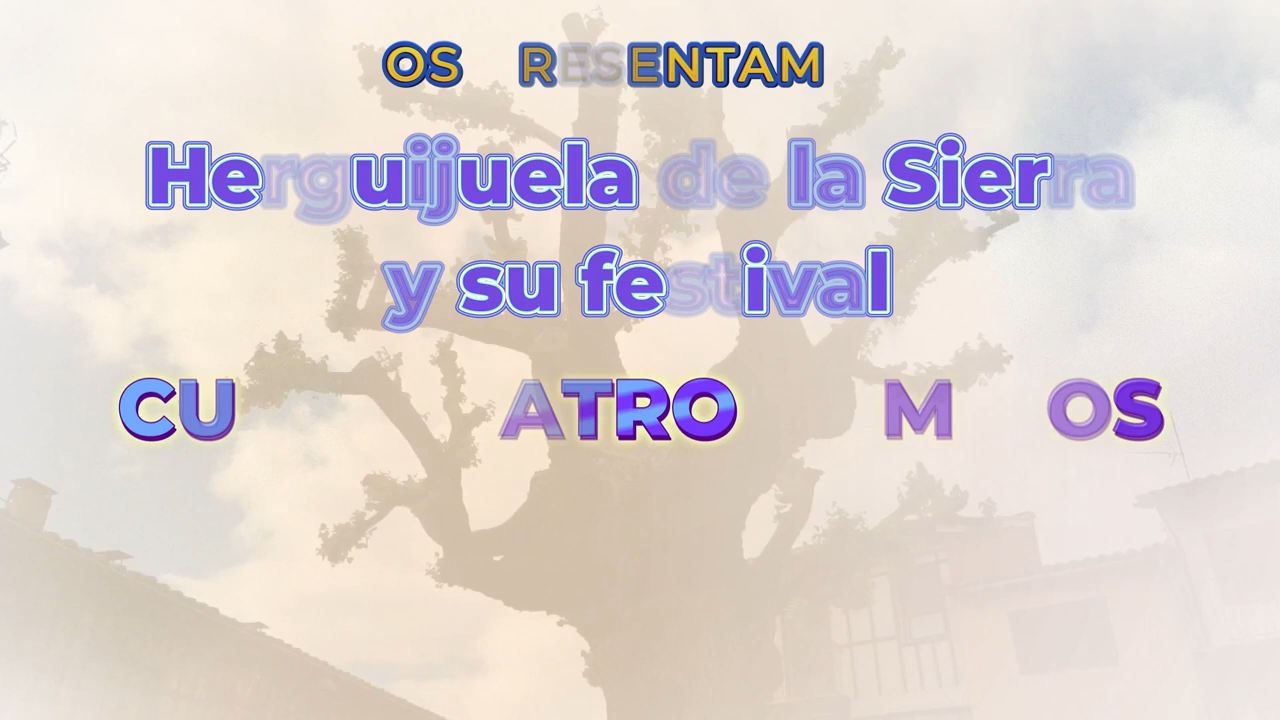 OS RESENTAM
Herguijuela de la Sierra
y su festival
CU ATRO M OS